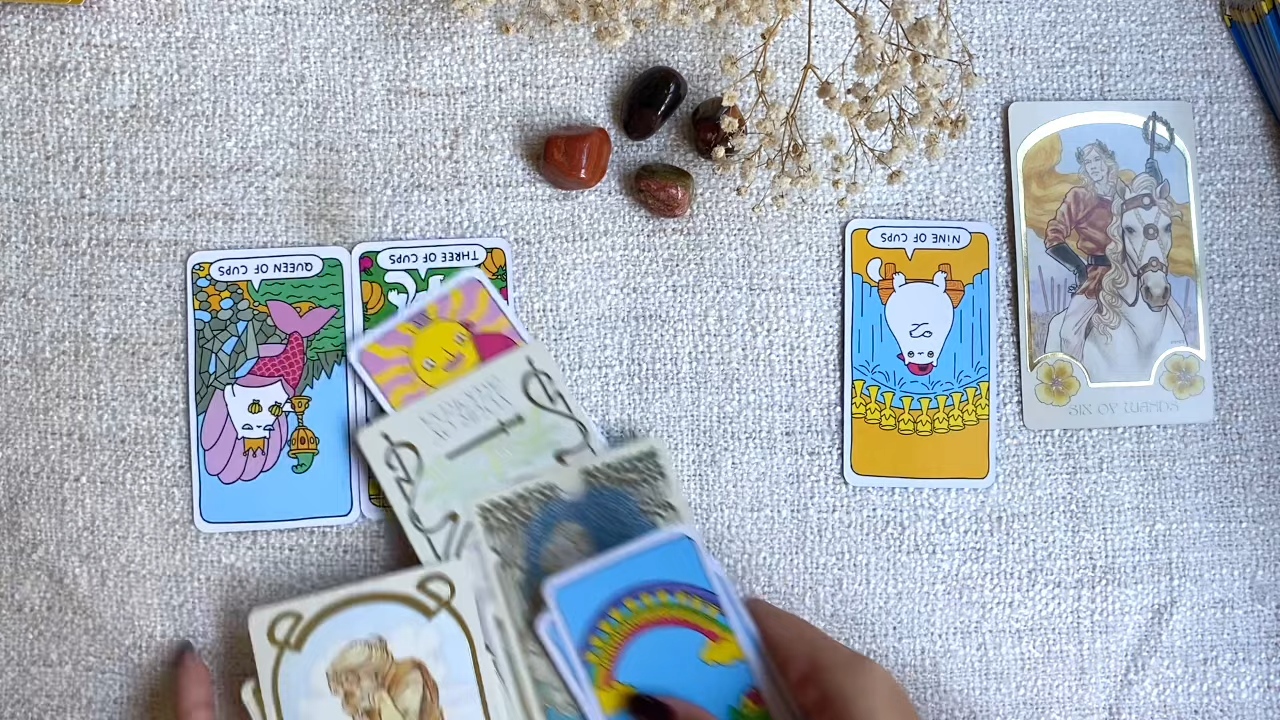 QUEEN OF CUPS
THREE OF CUPS
NINE OF CUPS
SIX OF WANDS